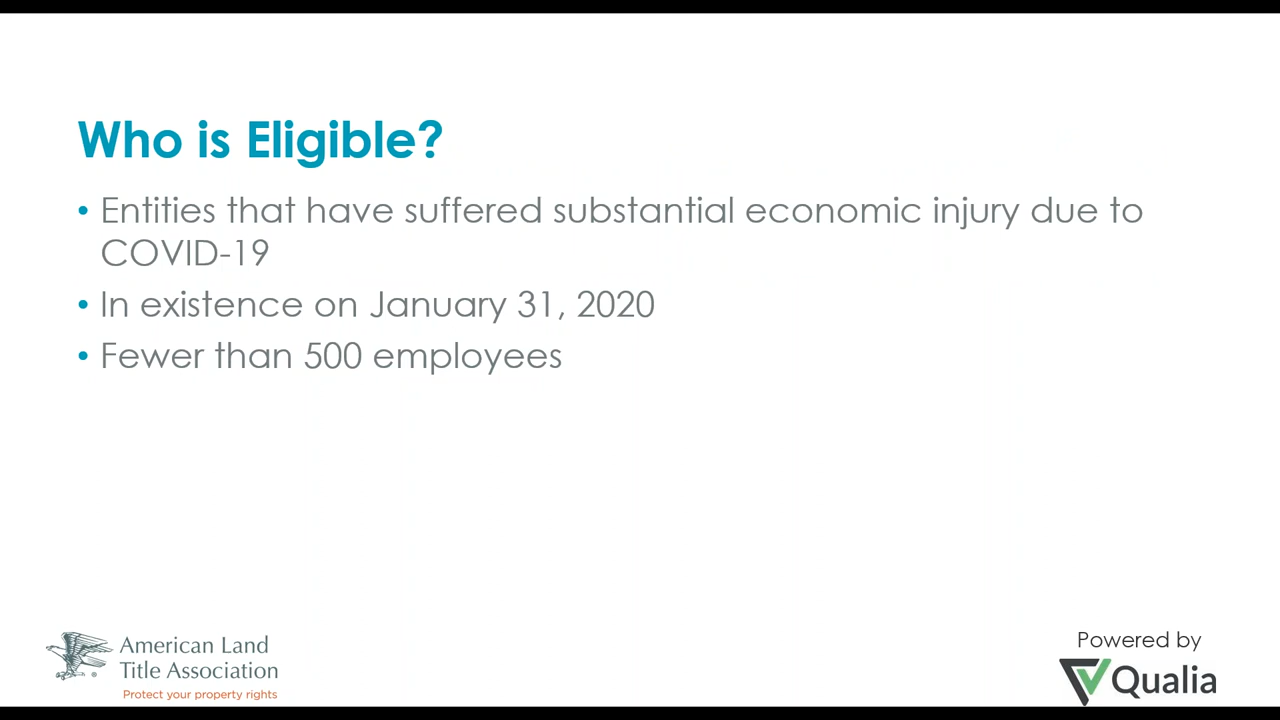 Who is Eligible?
• Entities that have suffered substantial economic injury due to
COVID-19
• In existence on January 31, 2020
• Fewer than 500 employees
American Land
Title Association
®
Protect your property rights
Powered by
Qualia